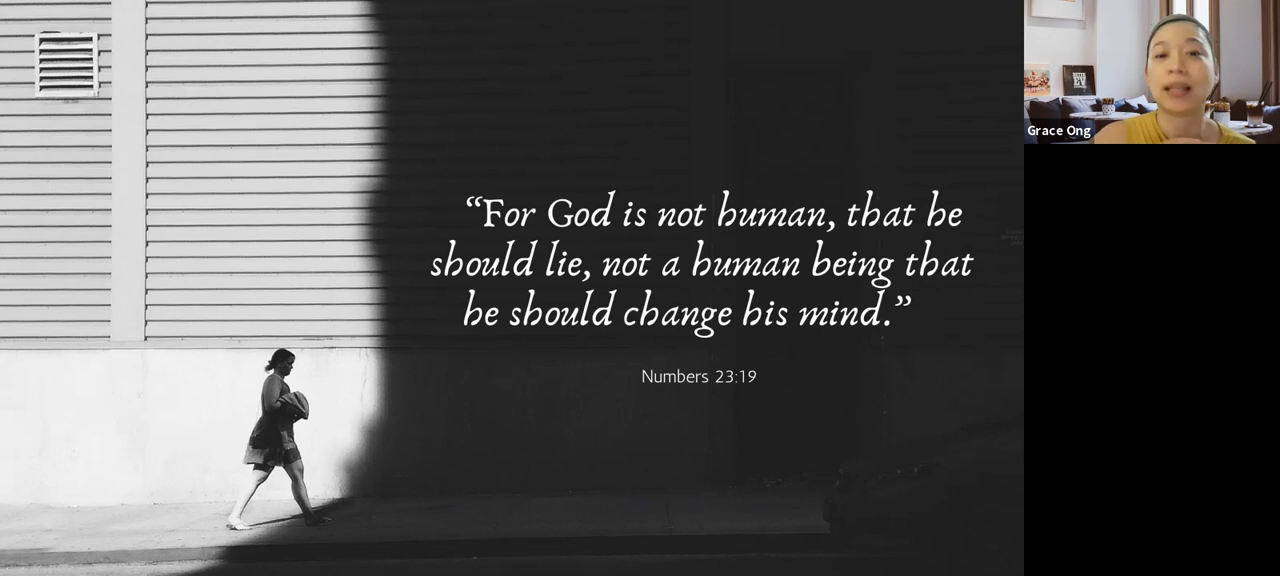 “For God is not human, that he
should lie, not a human being that
he should change his mind.”
Numbers 23:19
Grace Ong